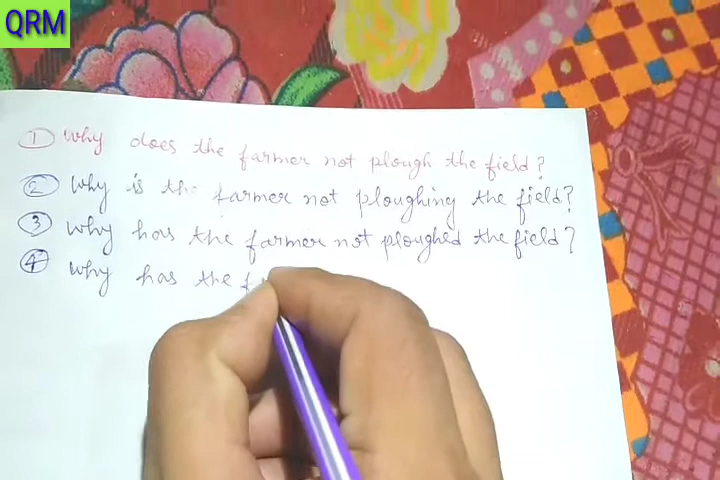 QRM
1 Why does the farmer not plough the field?
2 Why is the farmer not ploughing the field?
3 Why has the farmer not ploughed the field?
4 Why has the f